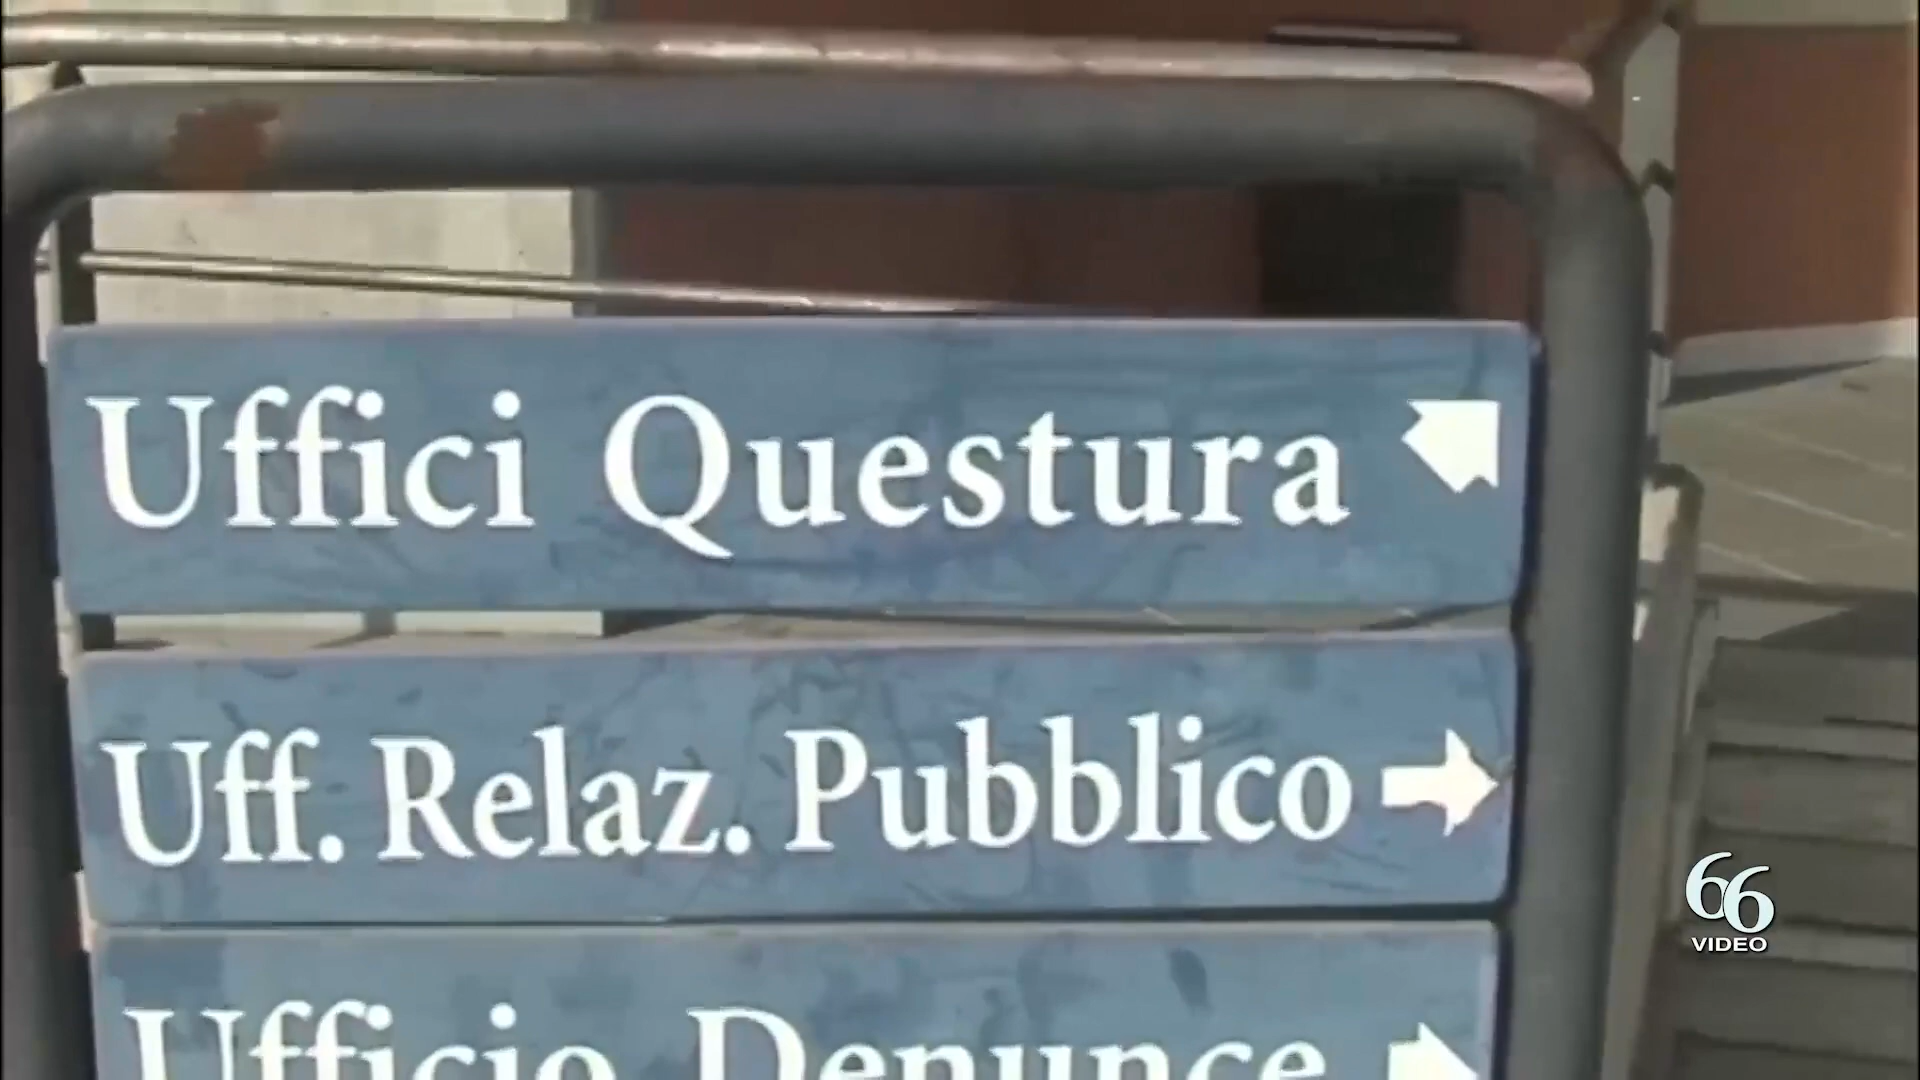 Uffici Questura
Uff. Relaz. Pubblico
Ufficio Denunce
66
VIDEO